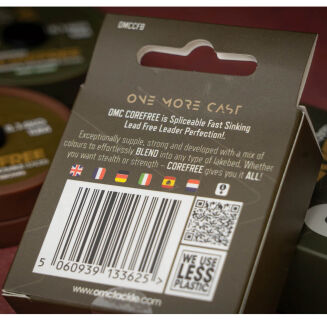 OMCCFB
ONE MORE CAST
OMC COREFREE is Spliceable Fast Sinking
Lead Free Leader Perfection!
Exceptionally supple, strong and developed with a mix of
colours to effortlessly BLEND into any type of lakebed. Whether
you want stealth or strength - COREFREE gives you it ALL!
5 060939 133625 >
WE USE
LESS
PLASTIC
www.omctackle.com